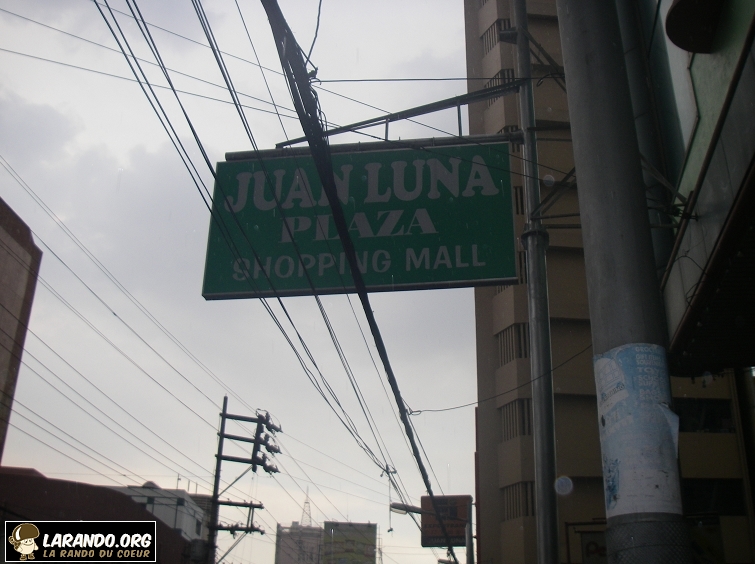 JUAN LUNA
PLAZA
SHOPPING MALL
LARANDO.ORG
LA RANDO DU COEUR